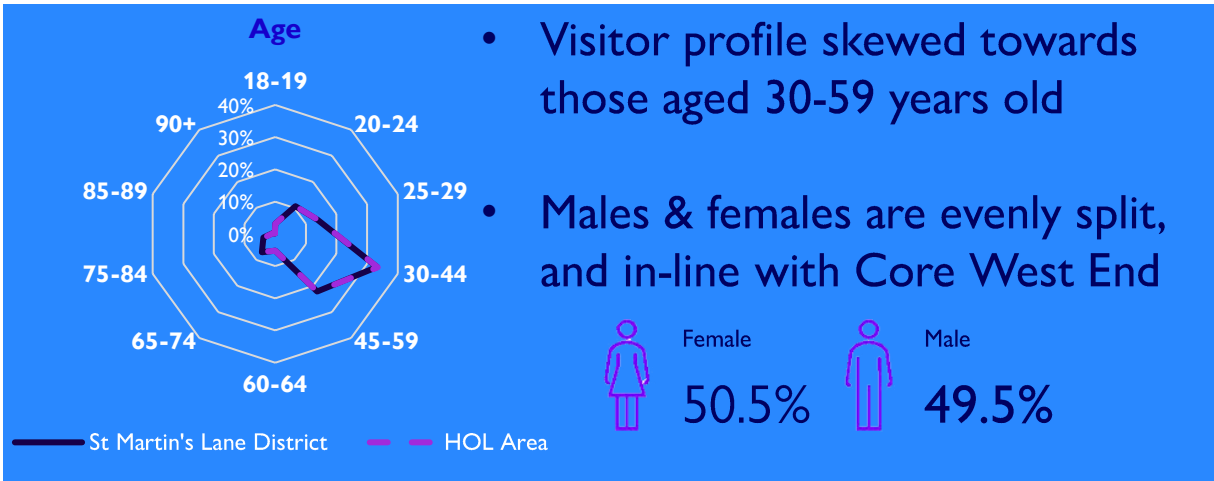 Age
18-19
40%
90+
20-24
30%
20%
85-89
25-29
10%
0%
75-84
30-44
65-74
45-59
60-64
St Martin's Lane District
HOL Area
• Visitor profile skewed towards
those aged 30-59 years old
• Males & females are evenly split,
and in-line with Core West End
Female
50.5%
Male
49.5%